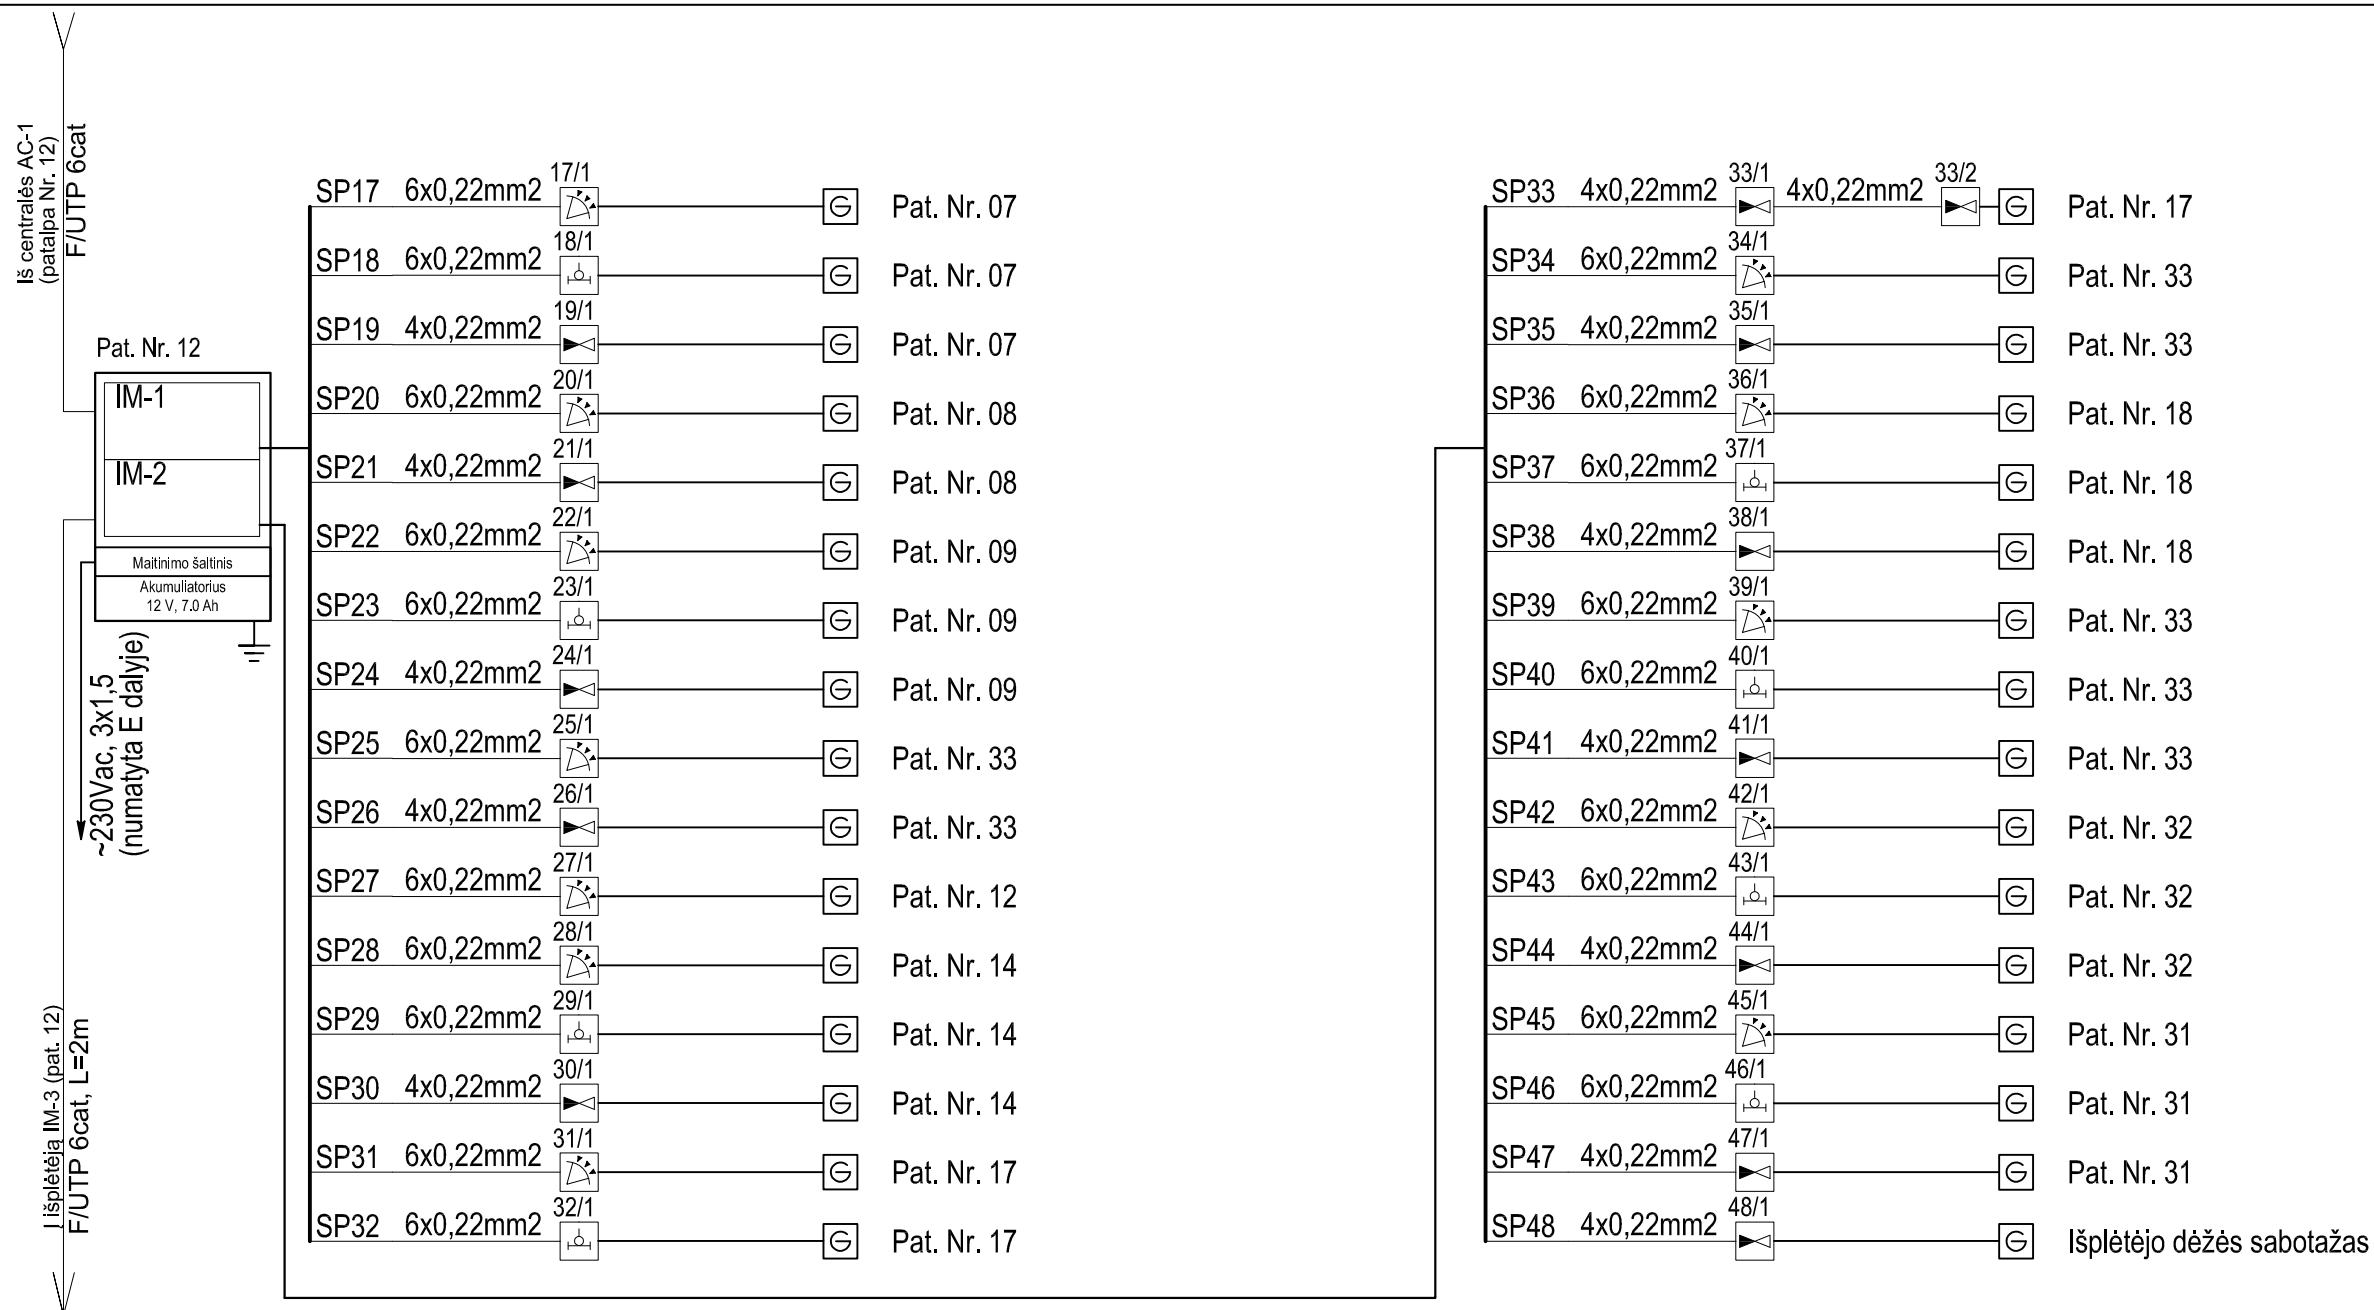 Iš centralės AC-1
(patalpa Nr. 12)
F/UTP 6cat
Pat. Nr. 12
IM-1
IM-2
Maitinimo šaltinis
Akumuliatorius
12 V, 7.0 Ah
~230Vac, 3x1,5
(numatyta E dalyje)
Į išplėtėją IM-3 (pat. 12)
F/UTP 6cat, L=2m
SP17 6x0,22mm2 17/1 G Pat. Nr. 07
SP18 6x0,22mm2 18/1 G Pat. Nr. 07
SP19 4x0,22mm2 19/1 G Pat. Nr. 07
SP20 6x0,22mm2 20/1 G Pat. Nr. 08
SP21 4x0,22mm2 21/1 G Pat. Nr. 08
SP22 6x0,22mm2 22/1 G Pat. Nr. 09
SP23 6x0,22mm2 23/1 G Pat. Nr. 09
SP24 4x0,22mm2 24/1 G Pat. Nr. 09
SP25 6x0,22mm2 25/1 G Pat. Nr. 33
SP26 4x0,22mm2 26/1 G Pat. Nr. 33
SP27 6x0,22mm2 27/1 G Pat. Nr. 12
SP28 6x0,22mm2 28/1 G Pat. Nr. 14
SP29 6x0,22mm2 29/1 G Pat. Nr. 14
SP30 4x0,22mm2 30/1 G Pat. Nr. 14
SP31 6x0,22mm2 31/1 G Pat. Nr. 17
SP32 6x0,22mm2 32/1 G Pat. Nr. 17
SP33 4x0,22mm2 33/1 4x0,22mm2 33/2 G Pat. Nr. 17
SP34 6x0,22mm2 34/1 G Pat. Nr. 33
SP35 4x0,22mm2 35/1 G Pat. Nr. 33
SP36 6x0,22mm2 36/1 G Pat. Nr. 18
SP37 6x0,22mm2 37/1 G Pat. Nr. 18
SP38 4x0,22mm2 38/1 G Pat. Nr. 18
SP39 6x0,22mm2 39/1 G Pat. Nr. 33
SP40 6x0,22mm2 40/1 G Pat. Nr. 33
SP41 4x0,22mm2 41/1 G Pat. Nr. 33
SP42 6x0,22mm2 42/1 G Pat. Nr. 32
SP43 6x0,22mm2 43/1 G Pat. Nr. 32
SP44 4x0,22mm2 44/1 G Pat. Nr. 32
SP45 6x0,22mm2 45/1 G Pat. Nr. 31
SP46 6x0,22mm2 46/1 G Pat. Nr. 31
SP47 4x0,22mm2 47/1 G Pat. Nr. 31
SP48 4x0,22mm2 48/1 G Išplėtėjo dėžės sabotažas